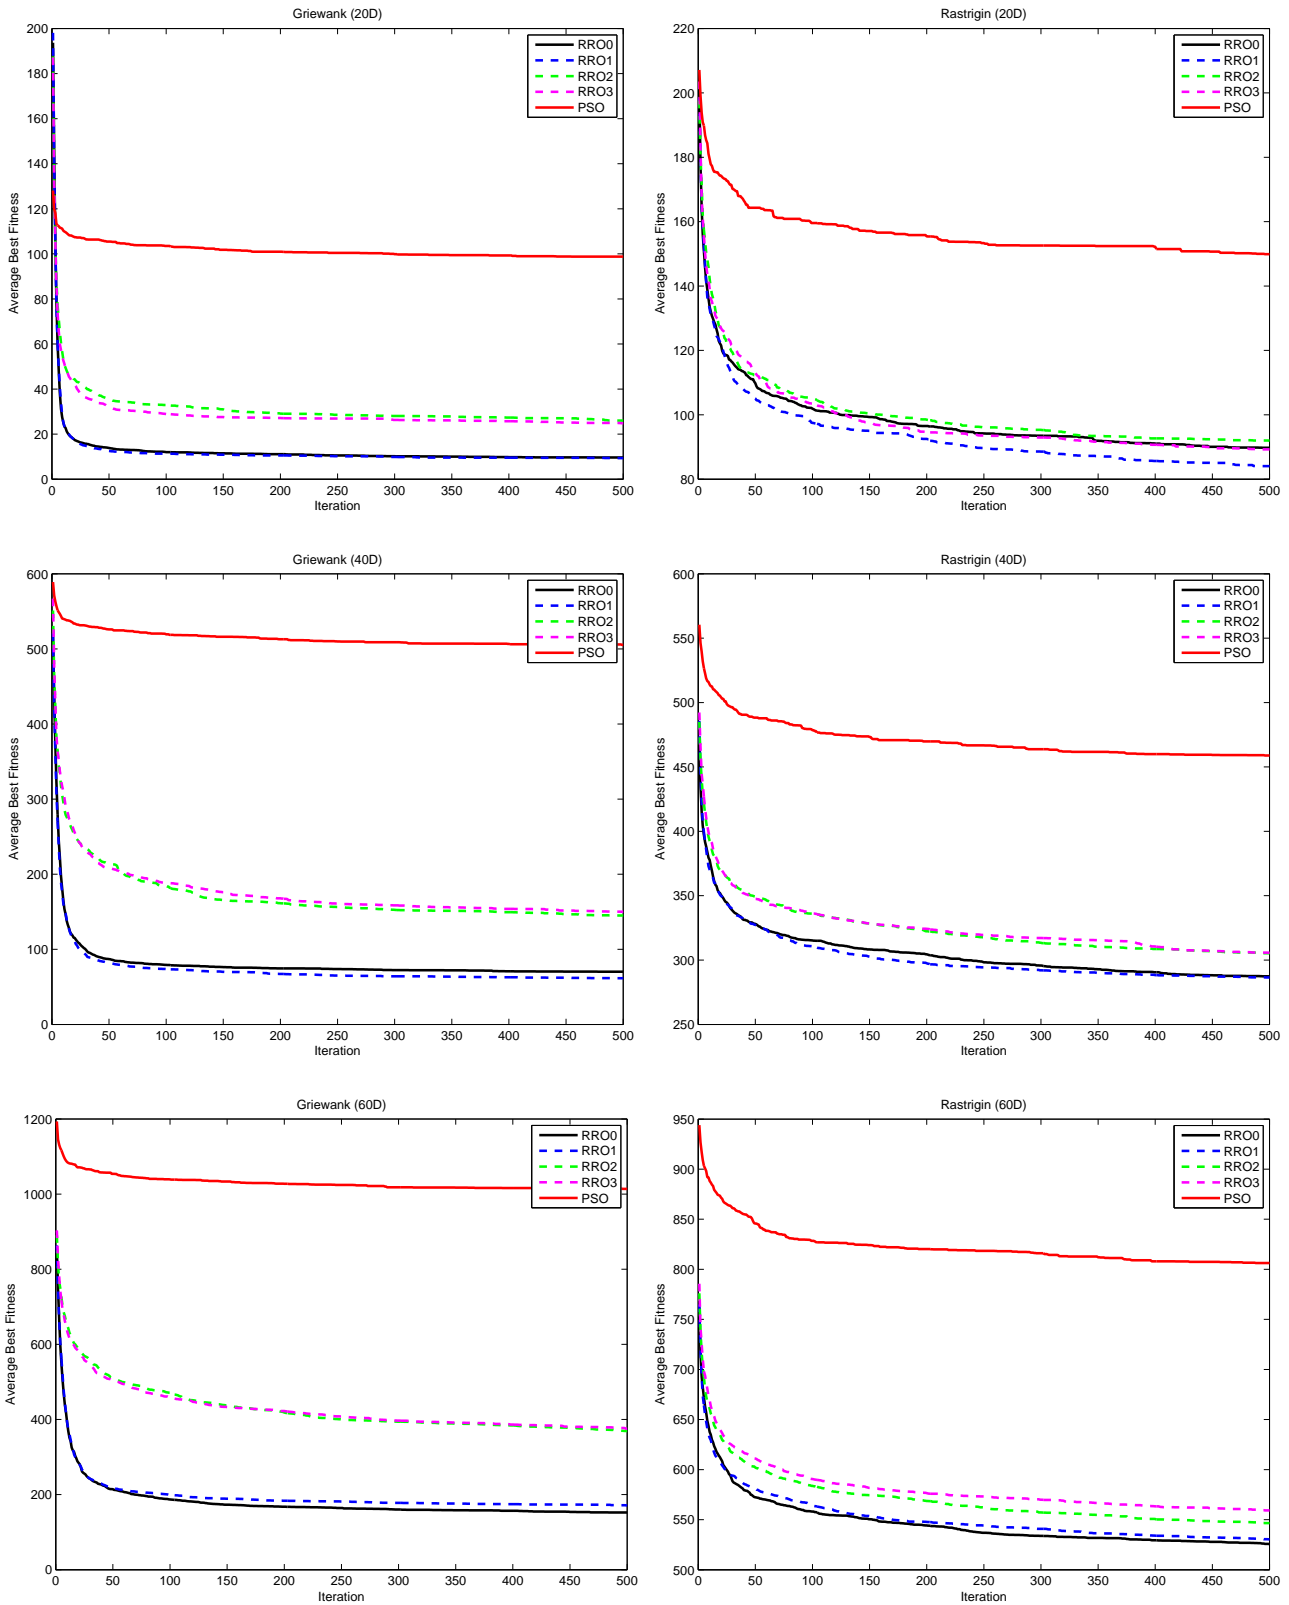 Griewank (20D)
200
180
160
140
120
100
80
60
40
20
0
Average Best Fitness
0 50 100 150 200 250 300 350 400 450 500
Iteration
RRO0
RRO1
RRO2
RRO3
PSO
Rastrigin (20D)
220
200
180
160
140
120
100
80
Average Best Fitness
0 50 100 150 200 250 300 350 400 450 500
Iteration
RRO0
RRO1
RRO2
RRO3
PSO
Griewank (40D)
600
500
400
300
200
100
0
Average Best Fitness
0 50 100 150 200 250 300 350 400 450 500
Iteration
RRO0
RRO1
RRO2
RRO3
PSO
Rastrigin (40D)
600
550
500
450
400
350
300
250
Average Best Fitness
0 50 100 150 200 250 300 350 400 450 500
Iteration
RRO0
RRO1
RRO2
RRO3
PSO
Griewank (60D)
1200
1000
800
600
400
200
0
Average Best Fitness
0 50 100 150 200 250 300 350 400 450 500
Iteration
RRO0
RRO1
RRO2
RRO3
PSO
Rastrigin (60D)
950
900
850
800
750
700
650
600
550
500
Average Best Fitness
0 50 100 150 200 250 300 350 400 450 500
Iteration
RRO0
RRO1
RRO2
RRO3
PSO